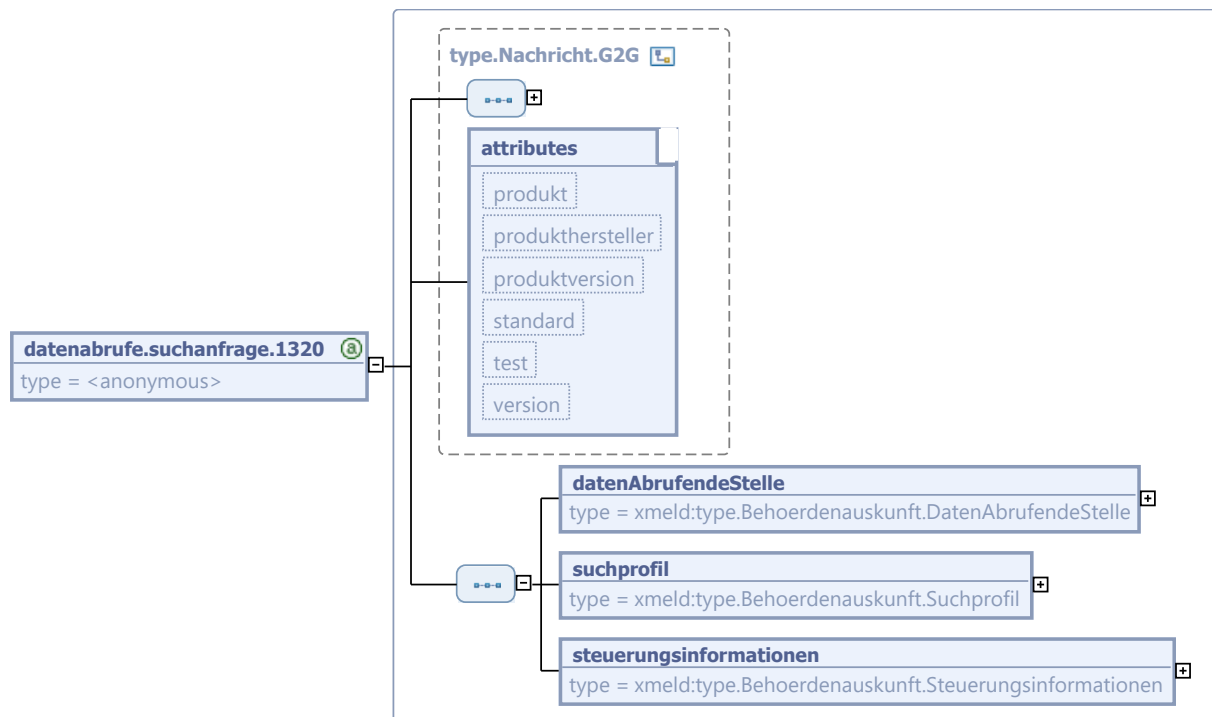 type.Nachricht.G2G
attributes
produkt
produkthersteller
produktversion
standard
test
version
datenabrufe.suchanfrage.1320 a
type = <anonymous>
datenAbrufendeStelle
type = xmeld:type.Behoerdenauskunft.DatenAbrufendeStelle
suchprofil
type = xmeld:type.Behoerdenauskunft.Suchprofil
steuerungsinformationen
type = xmeld:type.Behoerdenauskunft.Steuerungsinformationen